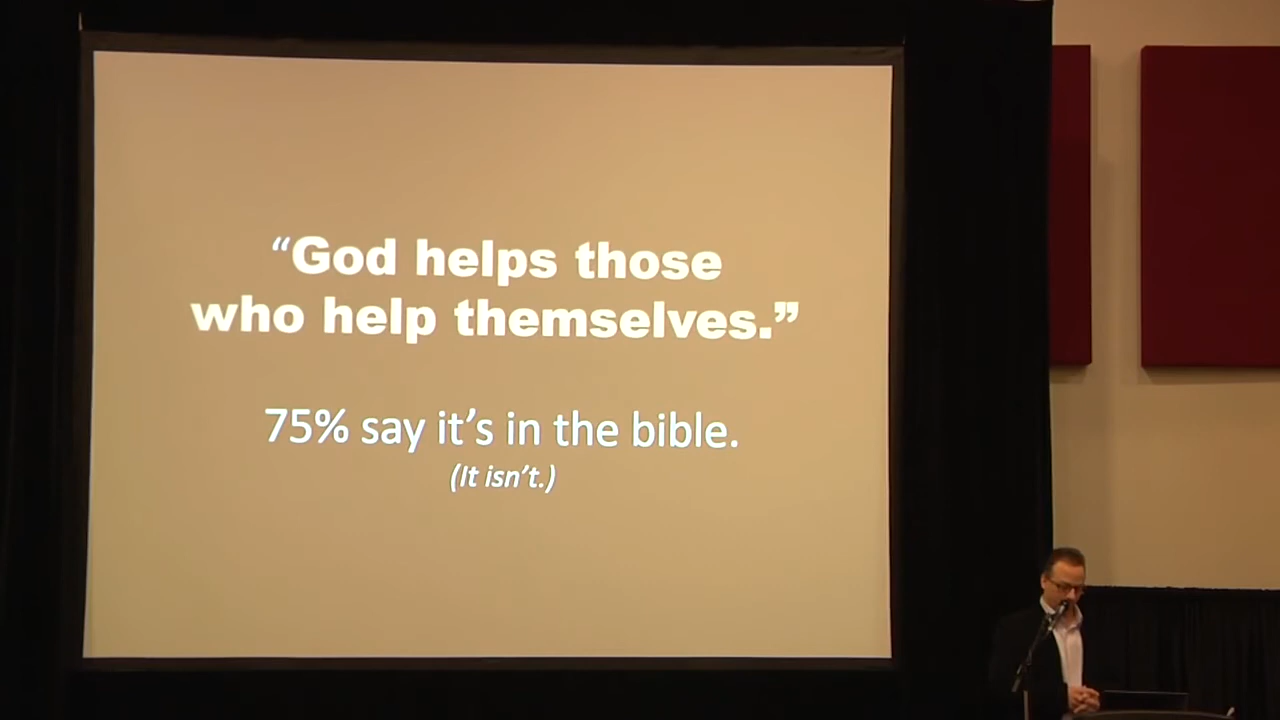 “God helps those
who help themselves.”
75% say it’s in the bible.
(It isn’t.)